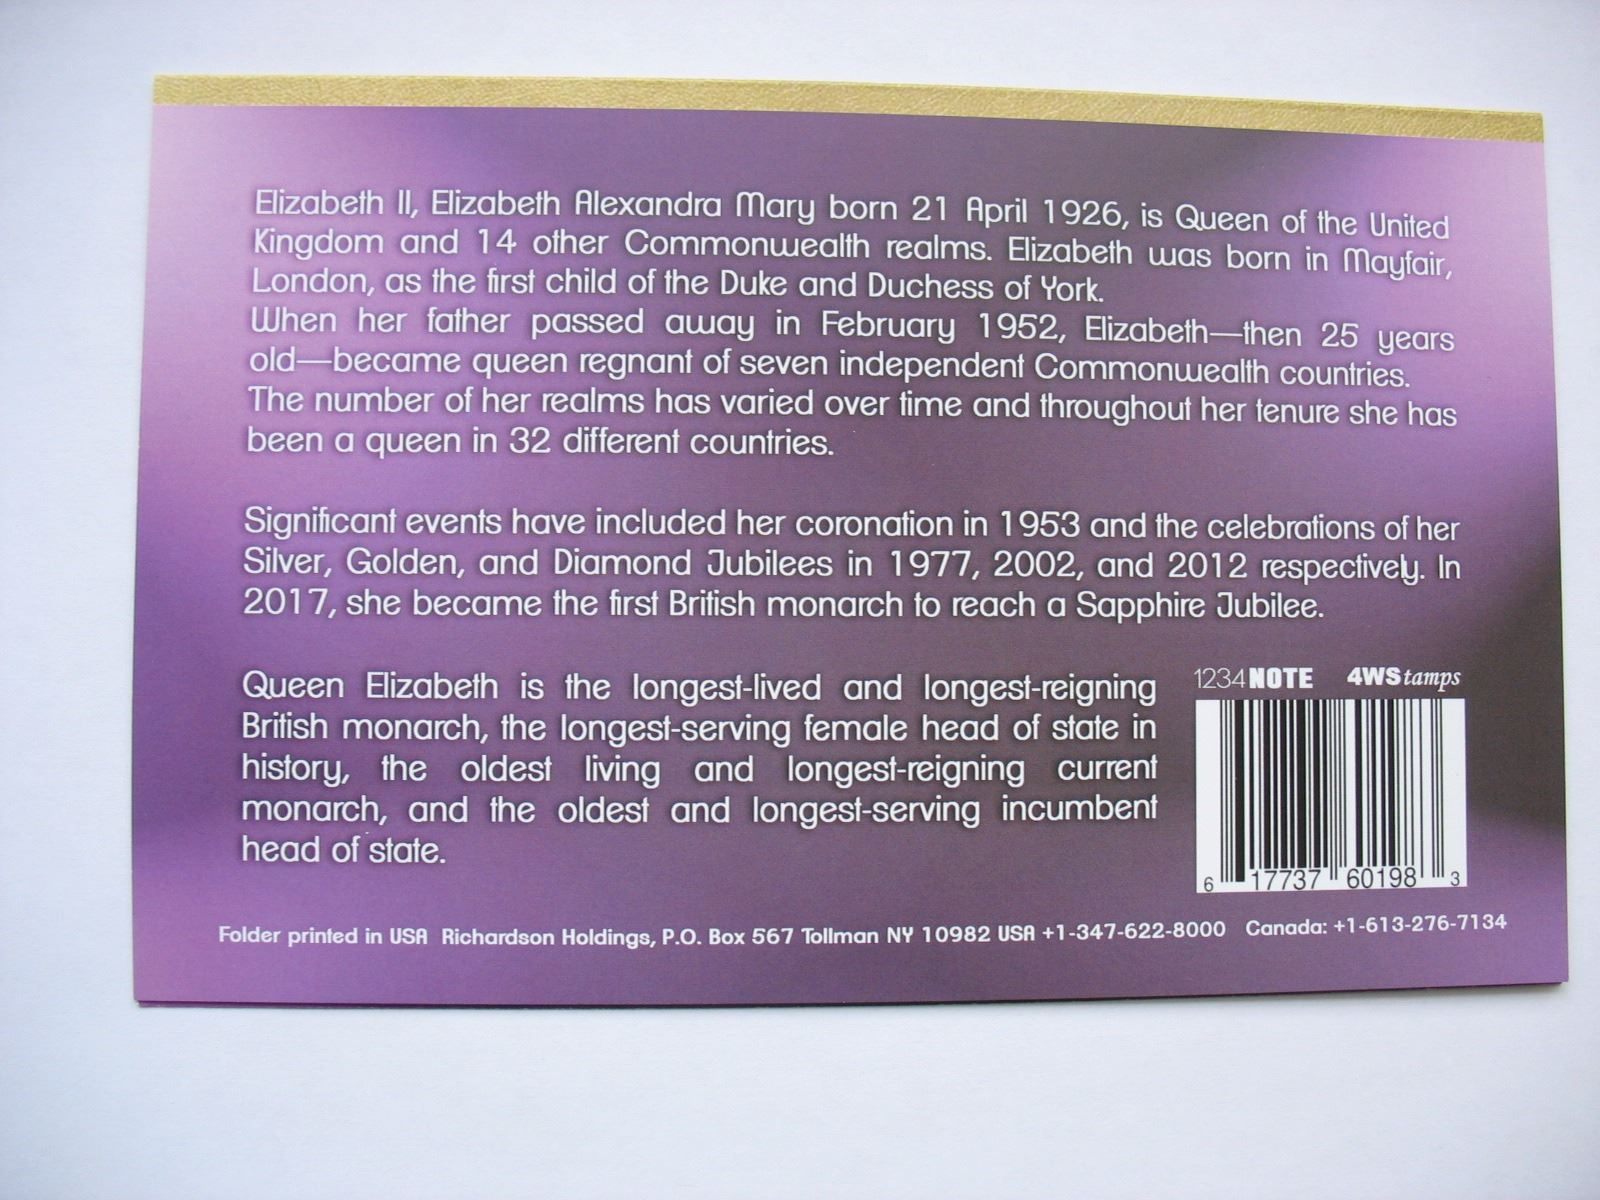 Elizabeth II, Elizabeth Alexandra Mary born 21 April 1926, is Queen of the United
Kingdom and 14 other Commonwealth realms. Elizabeth was born in Mayfair,
London, as the first child of the Duke and Duchess of York.
When her father passed away in February 1952, Elizabeth—then 25 years
old—became queen regnant of seven independent Commonwealth countries.
The number of her realms has varied over time and throughout her tenure she has
been a queen in 32 different countries.
Significant events have included her coronation in 1953 and the celebrations of her
Silver, Golden, and Diamond Jubilees in 1977, 2002, and 2012 respectively. In
2017, she became the first British monarch to reach a Sapphire Jubilee.
Queen Elizabeth is the longest-lived and longest-reigning
British monarch, the longest-serving female head of state in
history, the oldest living and longest-reigning current
monarch, and the oldest and longest-serving incumbent
head of state.
1234NOTE 4WStamps
6 17737 60198 3
Folder printed in USA Richardson Holdings, P.O. Box 567 Tollman NY 10982 USA +1-347-622-8000 Canada: +1-613-276-7134